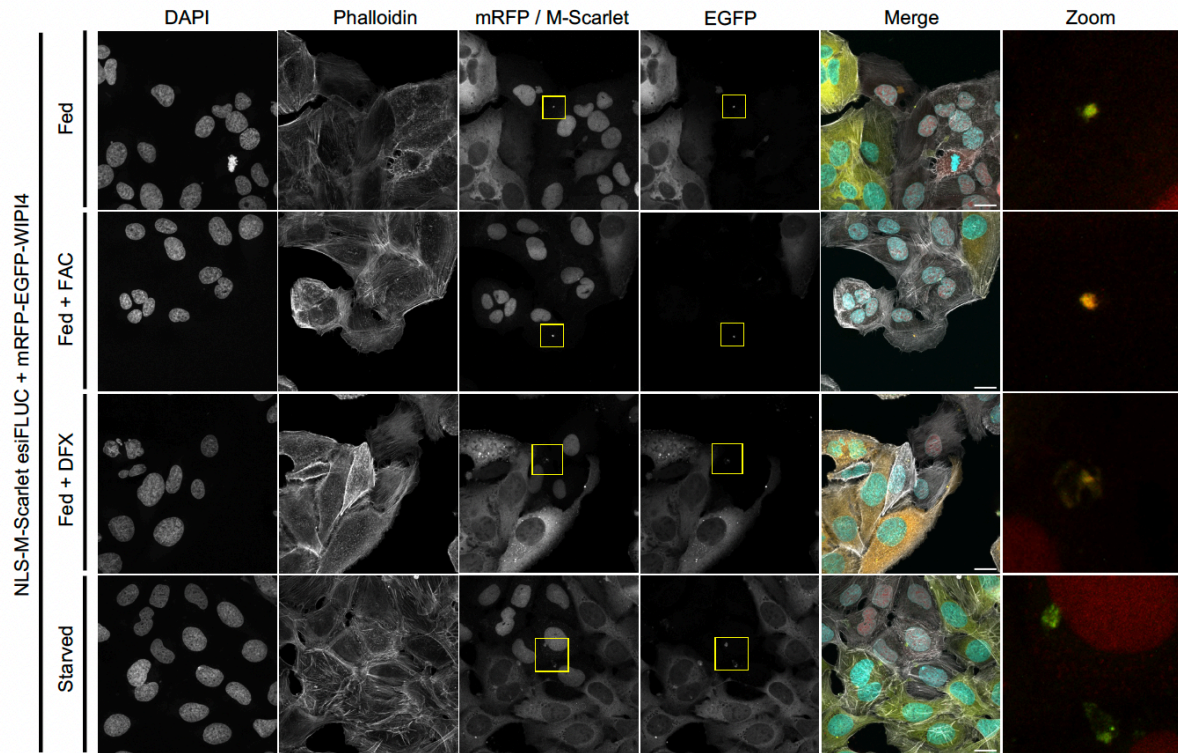 DAPI
Phalloidin
mRFP / M-Scarlet
EGFP
Merge
Zoom
NLS-M-Scarlet esiFLUC + mRFP-EGFP-WIPI4
Fed
Fed + FAC
Fed + DFX
Starved